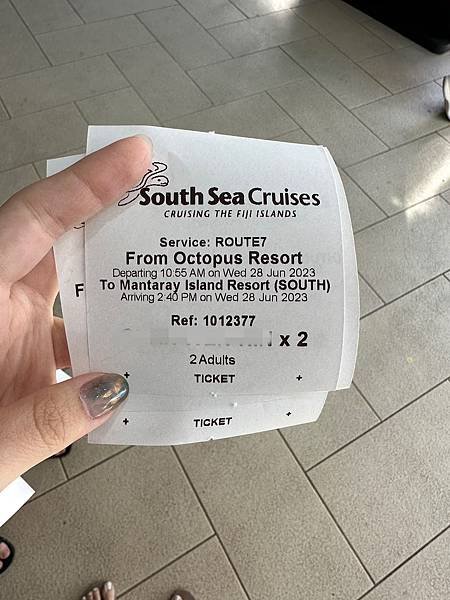 South Sea Cruises
CRUISING THE FIJI ISLANDS
Service: ROUTE7
From Octopus Resort
Departing 10:55 AM on Wed 28 Jun 2023
To Mantaray Island Resort (SOUTH)
Arriving 2:40 PM on Wed 28 Jun 2023
F
Ref: 1012377
x 2
2 Adults
+ TICKET +
+ TICKET +